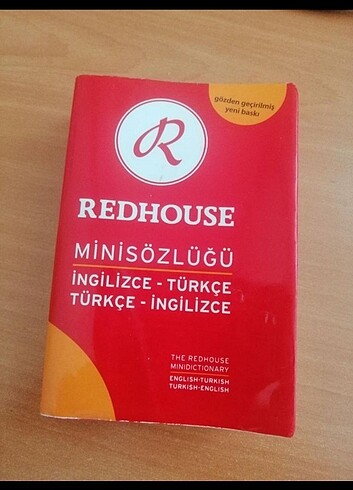 gözden geçirilmiş
yeni baskı
R
REDHOUSE
MİNİSÖZLÜĞÜ
İNGİLİZCE - TÜRKÇE
TÜRKÇE - İNGİLİZCE
THE REDHOUSE
MINIDICTIONARY
ENGLISH-TURKISH
TURKISH-ENGLISH